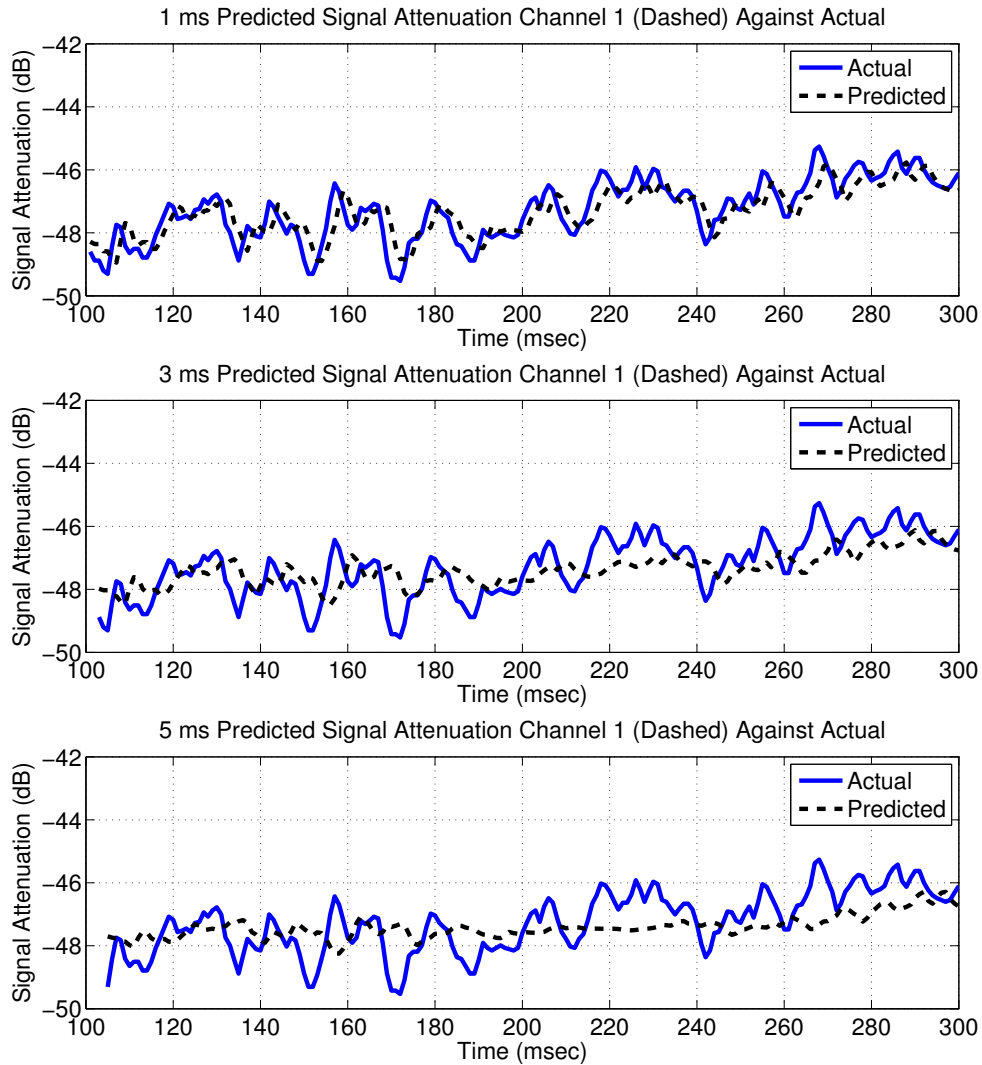 1 ms Predicted Signal Attenuation Channel 1 (Dashed) Against Actual
Signal Attenuation (dB)
−42
−44
−46
−48
−50
Actual
Predicted
100 120 140 160 180 200 220 240 260 280 300
Time (msec)
3 ms Predicted Signal Attenuation Channel 1 (Dashed) Against Actual
Signal Attenuation (dB)
−42
−44
−46
−48
−50
Actual
Predicted
100 120 140 160 180 200 220 240 260 280 300
Time (msec)
5 ms Predicted Signal Attenuation Channel 1 (Dashed) Against Actual
Signal Attenuation (dB)
−42
−44
−46
−48
−50
Actual
Predicted
100 120 140 160 180 200 220 240 260 280 300
Time (msec)